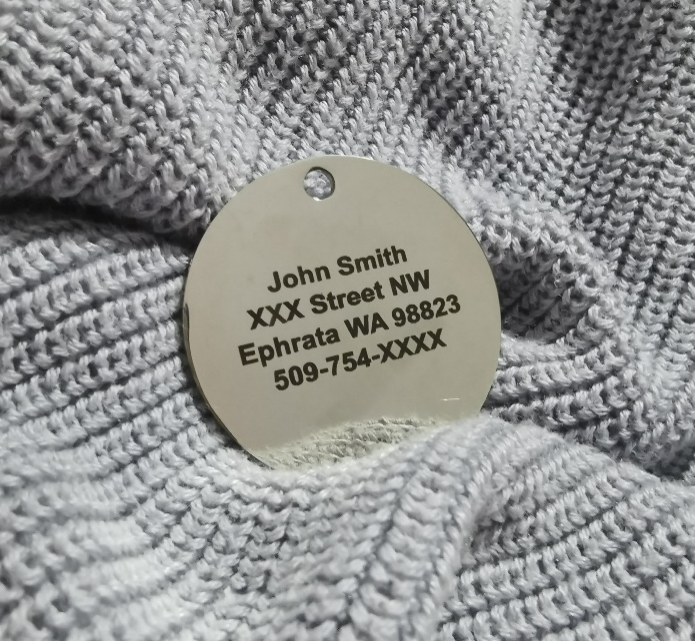 John Smith
XXX Street NW
Ephrata WA 98823
509-754-XXXX